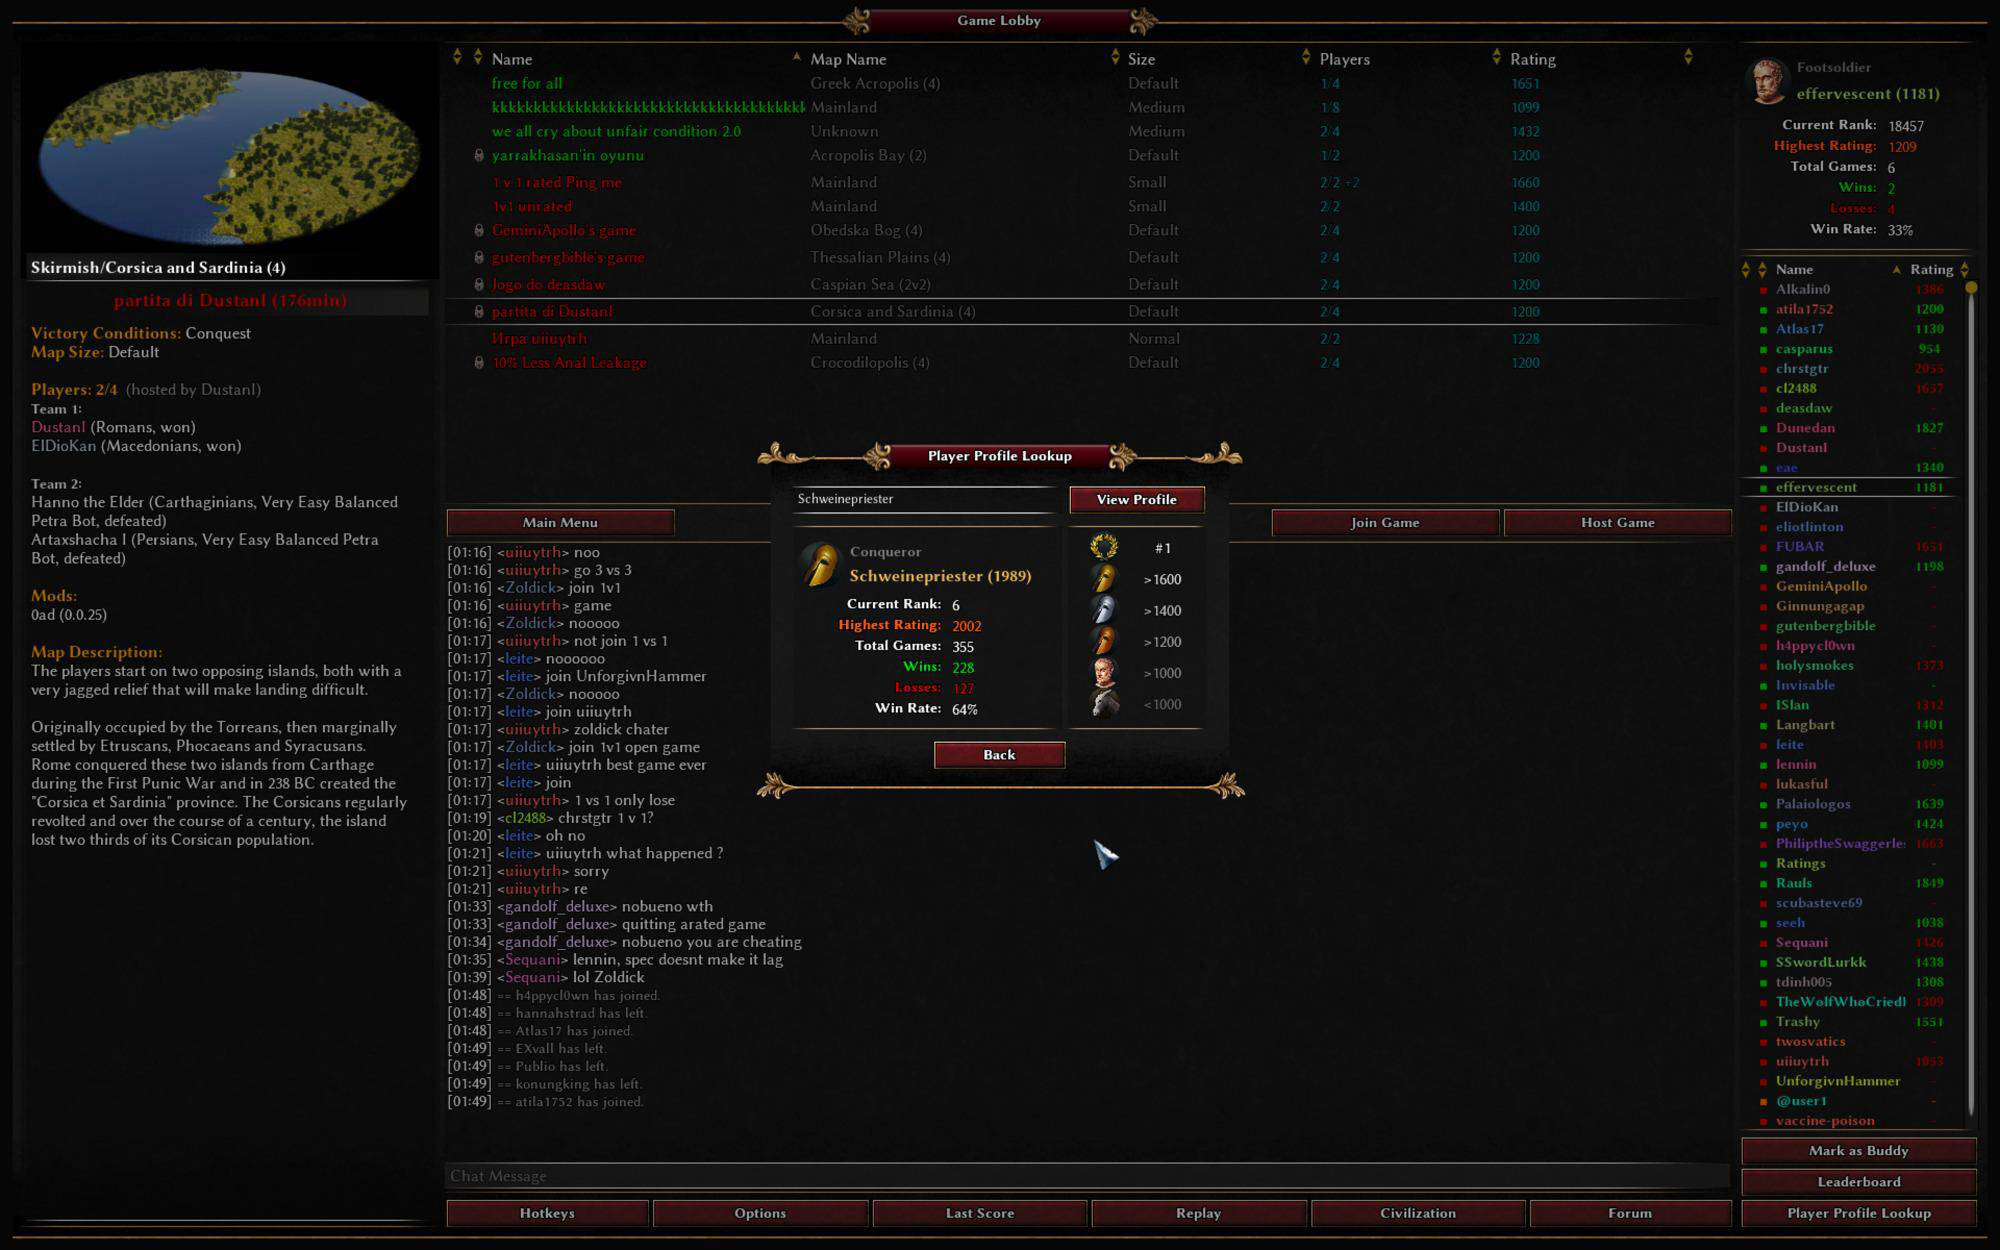 Game Lobby
Skirmish/Corsica and Sardinia (4)
partita di Dustanl (176min)
Victory Conditions: Conquest
Map Size: Default
Players: 2/4 (hosted by Dustanl)
Team 1:
Dustanl (Romans, won)
ElDioKan (Macedonians, won)
Team 2:
Hanno the Elder (Carthaginians, Very Easy Balanced
Petra Bot, defeated)
Artaxshacha I (Persians, Very Easy Balanced Petra
Bot, defeated)
Mods:
0ad (0.0.25)
Map Description:
The players start on two opposing islands, both with a
very jagged relief that will make landing difficult.
Originally occupied by the Torreans, then marginally
settled by Etruscans, Phocaeans and Syracusans.
Rome conquered these two islands from Carthage
during the First Punic War and in 238 BC created the
"Corsica et Sardinia" province. The Corsicans regularly
revolted and over the course of a century, the island
lost two thirds of its Corsican population.
Name Map Name Size Players Rating
free for all Greek Acropolis (4) Default 1/4 1651
kkkkkkkkkkkkkkkkkkkkkkkkkkkkkkkkkkkkk Mainland Medium 1/8 1099
we all cry about unfair condition 2.0 Unknown Medium 2/4 1432
yarrakhasan'in oyunu Acropolis Bay (2) Default 1/2 1200
1 v 1 rated Ping me Mainland Small 2/2 +2 1660
1v1 unrated Mainland Small 2/2 1400
GeminiApollo's game Obedska Bog (4) Default 2/4 1200
gutenbergbible's game Thessalian Plains (4) Default 2/4 1200
Jogo do deasdaw Caspian Sea (2v2) Default 2/4 1200
partita di Dustanl Corsica and Sardinia (4) Default 2/4 1200
Игра uiiuytrh Mainland Normal 2/2 1228
10% Less Anal Leakage Crocodilopolis (4) Default 2/4 1200
Main Menu
Join Game
Host Game
Player Profile Lookup
Schweinepriester
View Profile
Conqueror
Schweinepriester (1989)
Current Rank: 6
Highest Rating: 2002
Total Games: 355
Wins: 228
Losses: 127
Win Rate: 64%
#1
>1600
>1400
>1200
>1000
<1000
Back
[01:16] <uiiuytrh> noo
[01:16] <uiiuytrh> go 3 vs 3
[01:16] <Zoldick> join 1v1
[01:16] <uiiuytrh> game
[01:16] <Zoldick> nooooo
[01:17] <uiiuytrh> not join 1 vs 1
[01:17] <leite> noooooo
[01:17] <leite> join UnforgivnHammer
[01:17] <Zoldick> nooooo
[01:17] <leite> join uiiuytrh
[01:17] <uiiuytrh> zoldick chater
[01:17] <Zoldick> join 1v1 open game
[01:17] <leite> uiiuytrh best game ever
[01:17] <leite> join
[01:17] <uiiuytrh> 1 vs 1 only lose
[01:19] <cl2488> chrstgtr 1 v 1?
[01:20] <leite> oh no
[01:21] <leite> uiiuytrh what happened ?
[01:21] <uiiuytrh> sorry
[01:21] <uiiuytrh> re
[01:33] <gandolf_deluxe> nobueno wth
[01:33] <gandolf_deluxe> quitting arated game
[01:34] <gandolf_deluxe> nobueno you are cheating
[01:35] <Sequani> lennin, spec doesnt make it lag
[01:39] <Sequani> lol Zoldick
[01:48] == h4ppycl0wn has joined.
[01:48] == hannahstrad has left.
[01:48] == Atlas17 has joined.
[01:49] == EXvall has left.
[01:49] == Publio has left.
[01:49] == konungking has left.
[01:49] == atila1752 has joined.
Chat Message
Hotkeys
Options
Last Score
Replay
Civilization
Forum
Footsoldier
effervescent (1181)
Current Rank: 18457
Highest Rating: 1209
Total Games: 6
Wins: 2
Losses: 4
Win Rate: 33%
Name Rating
Alkalin0 1386
atila1752 1200
Atlas17 1130
casparus 954
chrstgtr 2055
cl2488 1657
deasdaw -
Dunedan 1827
Dustanl -
eae 1340
effervescent 1181
ElDioKan -
eliotlinton -
FUBAR 1651
gandolf_deluxe 1198
GeminiApollo -
Ginnungagap -
gutenbergbible -
h4ppycl0wn -
holysmokes 1373
Invisable -
ISlan 1312
Langbart 1401
leite 1403
lennin 1099
lukasful -
Palaiologos 1639
peyo 1424
PhiliptheSwaggerle 1663
Ratings -
Rauls 1849
scubasteve69 -
seeh 1038
Sequani 1426
SSwordLurkk 1438
tdinh005 1308
TheWolfWhoCriedl 1309
Trashy 1551
twosvatics -
uiiuytrh 1053
UnforgivnHammer -
@user1 -
vaccine-poison -
Mark as Buddy
Leaderboard
Player Profile Lookup